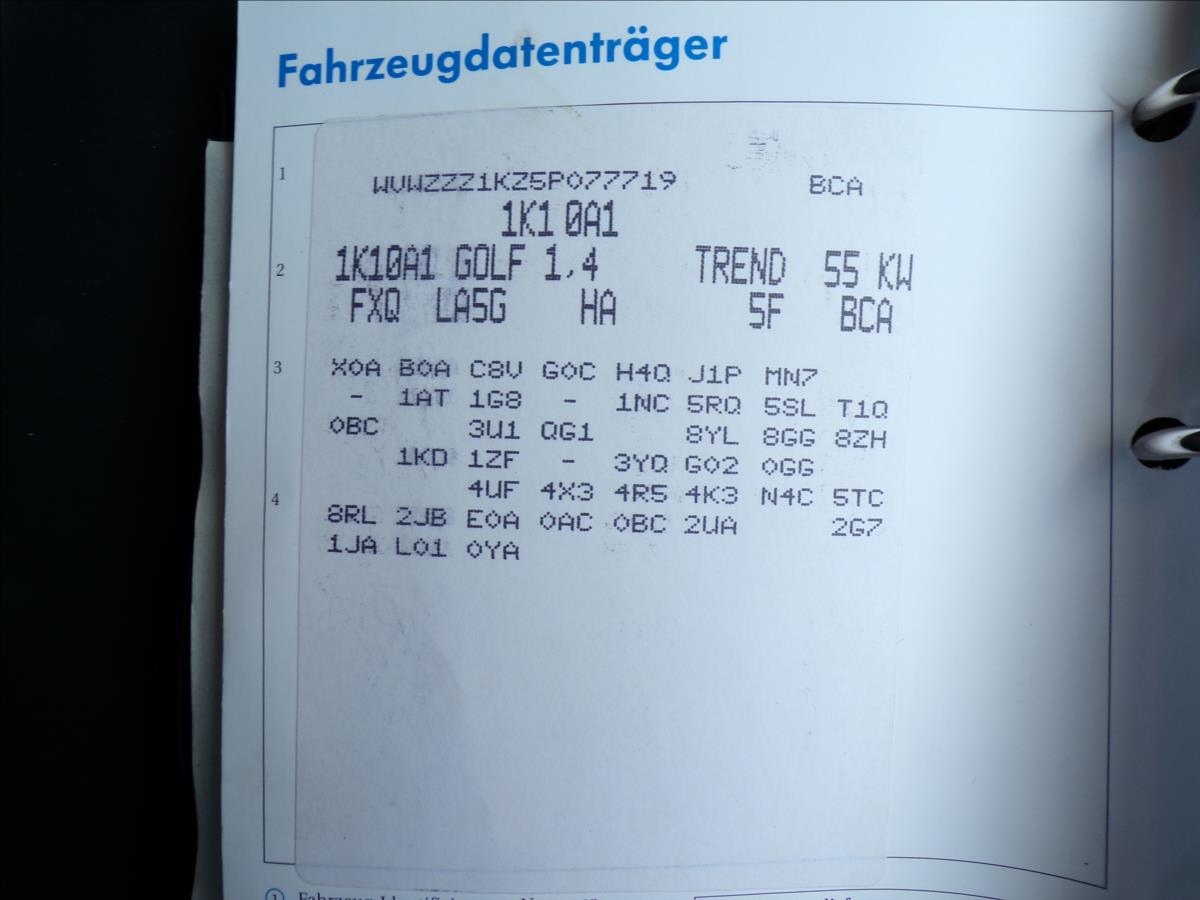 Fahrzeugdatenträger
1 WVWZZZ1KZ5P077719 BCA
1K1 0A1
2 1K10A1 GOLF 1,4 TREND 55 KW
FXQ LA5G HA 5F BCA
3 X0A B0A C8V G0C H4Q J1P MN7
- 1AT 1G8 - 1NC 5RQ 5SL T1Q
0BC 3U1 QG1 8YL 8GG 8ZH
1KD 1ZF - 3YQ G02 0GG
4 4UF 4X3 4R5 4K3 N4C 5TC
8RL 2JB E0A 0AC 0BC 2UA 2G7
1JA L01 0YA